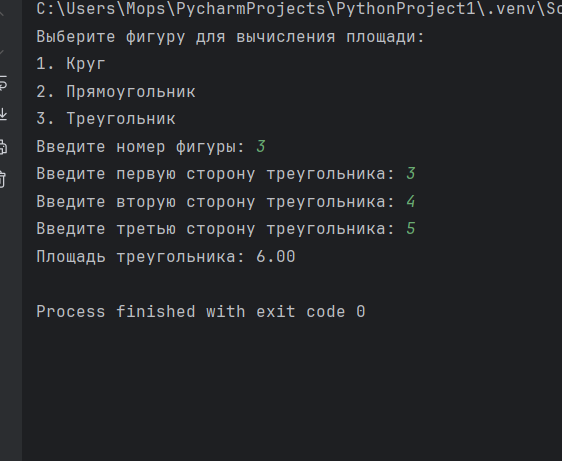 C:\Users\Mops\PycharmProjects\PythonProject1\.venv\Sc
Выберите фигуру для вычисления площади:
1. Круг
2. Прямоугольник
3. Треугольник
Введите номер фигуры: 3
Введите первую сторону треугольника: 3
Введите вторую сторону треугольника: 4
Введите третью сторону треугольника: 5
Площадь треугольника: 6.00
Process finished with exit code 0